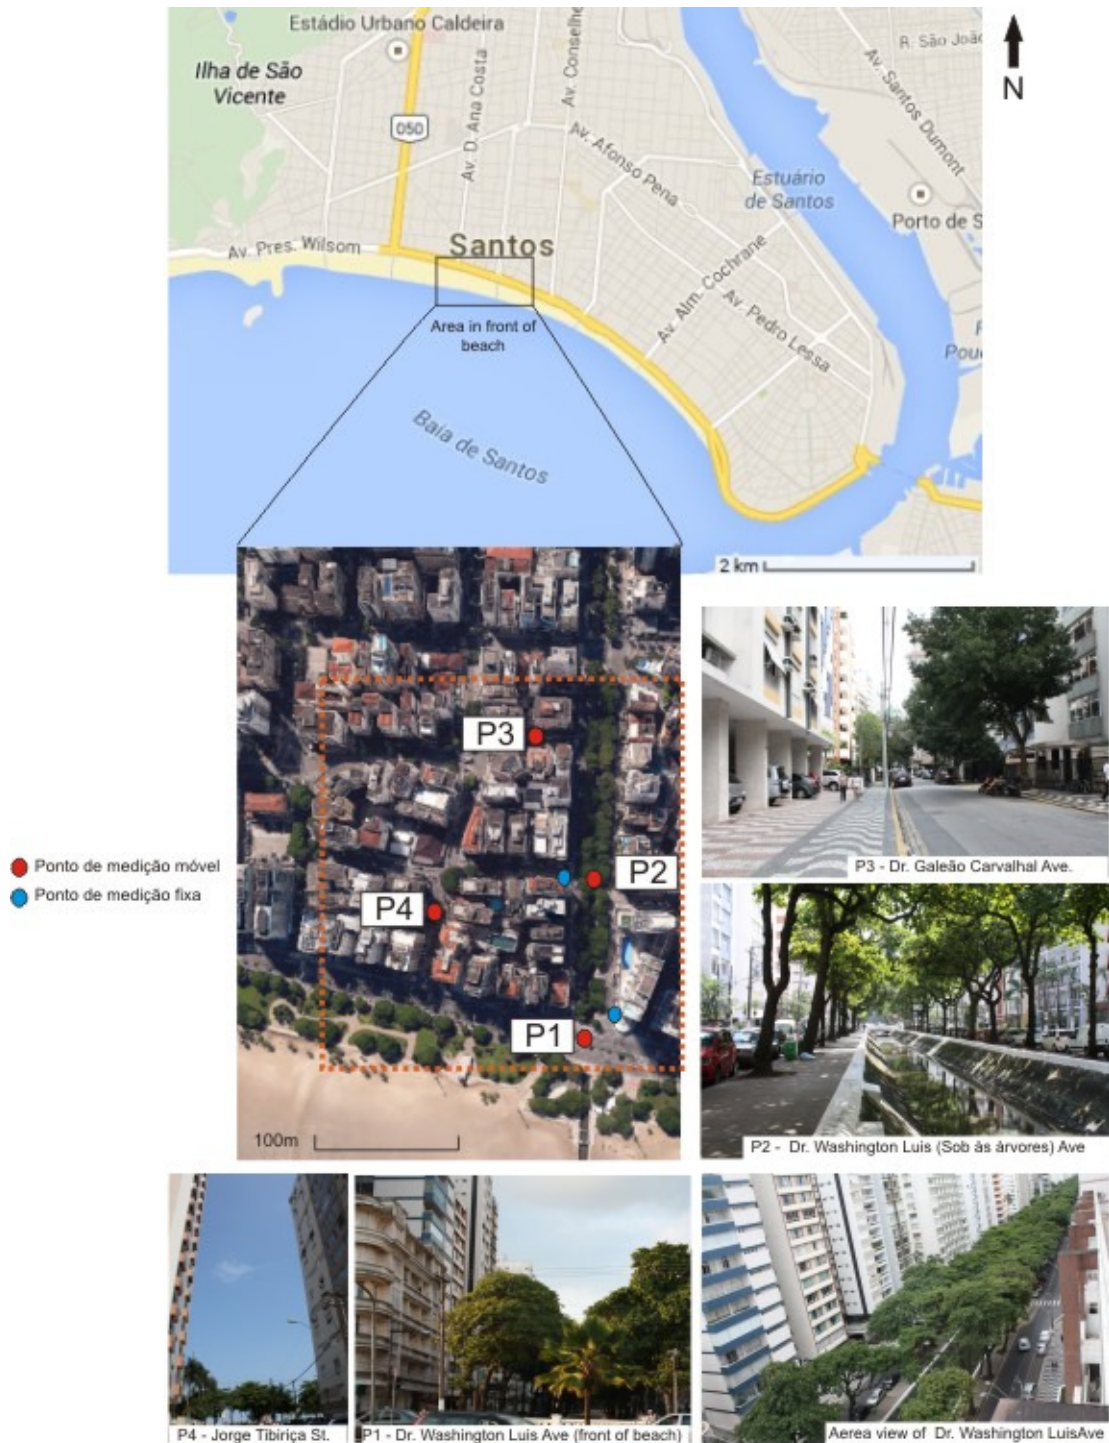 Estádio Urbano Caldeira
N
Ilha de São
Vicente
050
Av. D. Ana Costa
Av. Conselhe
R. São Joã
Av. Santos Dumont
Av. Afonso Pena
Estuário
de Santos
Porto de S
Av. Pres. Wilsom
Santos
Av. Alm. Cochrane
Av. Pedro Lessa
Area in front of
beach
Pou
Baía de Santos
2 km
P3
P2
P4
P1
100m
Ponto de medição móvel
Ponto de medição fixa
P3 - Dr. Galeão Carvalhal Ave.
P2 - Dr. Washington Luis (Sob às árvores) Ave
P4 - Jorge Tibiriça St.
P1 - Dr. Washington Luis Ave (front of beach)
Aerea view of Dr. Washington LuisAve